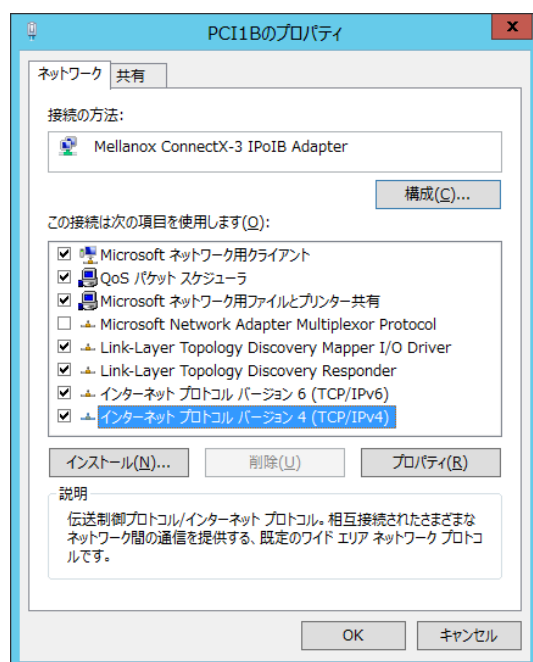 PCI1Bのプロパティ
x
ネットワーク 共有
接続の方法:
Mellanox ConnectX-3 IPoIB Adapter
構成(C)...
この接続は次の項目を使用します(O):
Microsoft ネットワーク用クライアント
QoS パケット スケジューラ
Microsoft ネットワーク用ファイルとプリンター共有
Microsoft Network Adapter Multiplexor Protocol
Link-Layer Topology Discovery Mapper I/O Driver
Link-Layer Topology Discovery Responder
インターネット プロトコル バージョン 6 (TCP/IPv6)
インターネット プロトコル バージョン 4 (TCP/IPv4)
インストール(N)... 削除(U) プロパティ(R)
説明
伝送制御プロトコル/インターネット プロトコル。相互接続されたさまざまな
ネットワーク間の通信を提供する、既定のワイド エリア ネットワーク プロトコ
ルです。
OK キャンセル